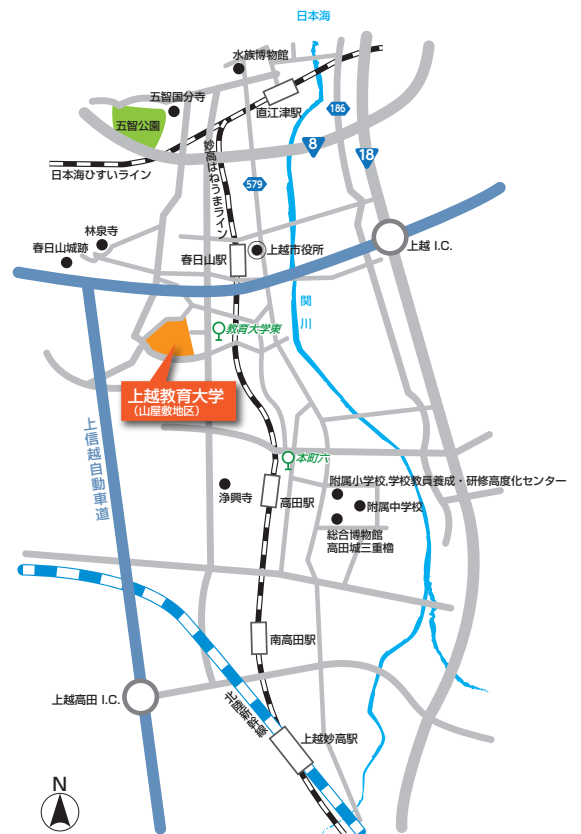 日本海
水族博物館
五智国分寺
直江津駅
186
五智公園
8
18
日本海ひすいライン
妙高はねうまライン
579
林泉寺
春日山城跡
上越市役所
上越 I.C.
春日山駅
関川
教育大学東
上越教育大学
（山屋敷地区）
上信越自動車道
本町六
附属小学校,学校教員養成・研修高度化センター
浄興寺
高田駅
附属中学校
総合博物館
高田城三重櫓
南高田駅
上越高田 I.C.
北陸新幹線
上越妙高駅
N